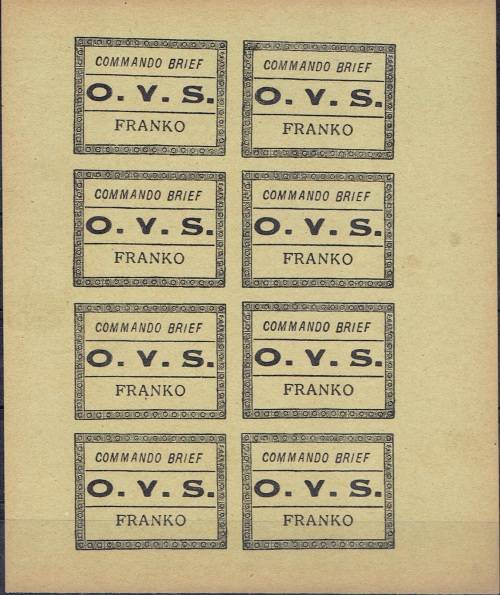 COMMANDO BRIEF
O. V. S.
FRANKO
COMMANDO BRIEF
O. V. S.
FRANKO
COMMANDO BRIEF
O. V. S.
FRANKO
COMMANDO BRIEF
O. V. S.
FRANKO
COMMANDO BRIEF
O. V. S.
FRANKO
COMMANDO BRIEF
O. V. S.
FRANKO
COMMANDO BRIEF
O. V. S.
FRANKO
COMMANDO BRIEF
O. V. S.
FRANKO